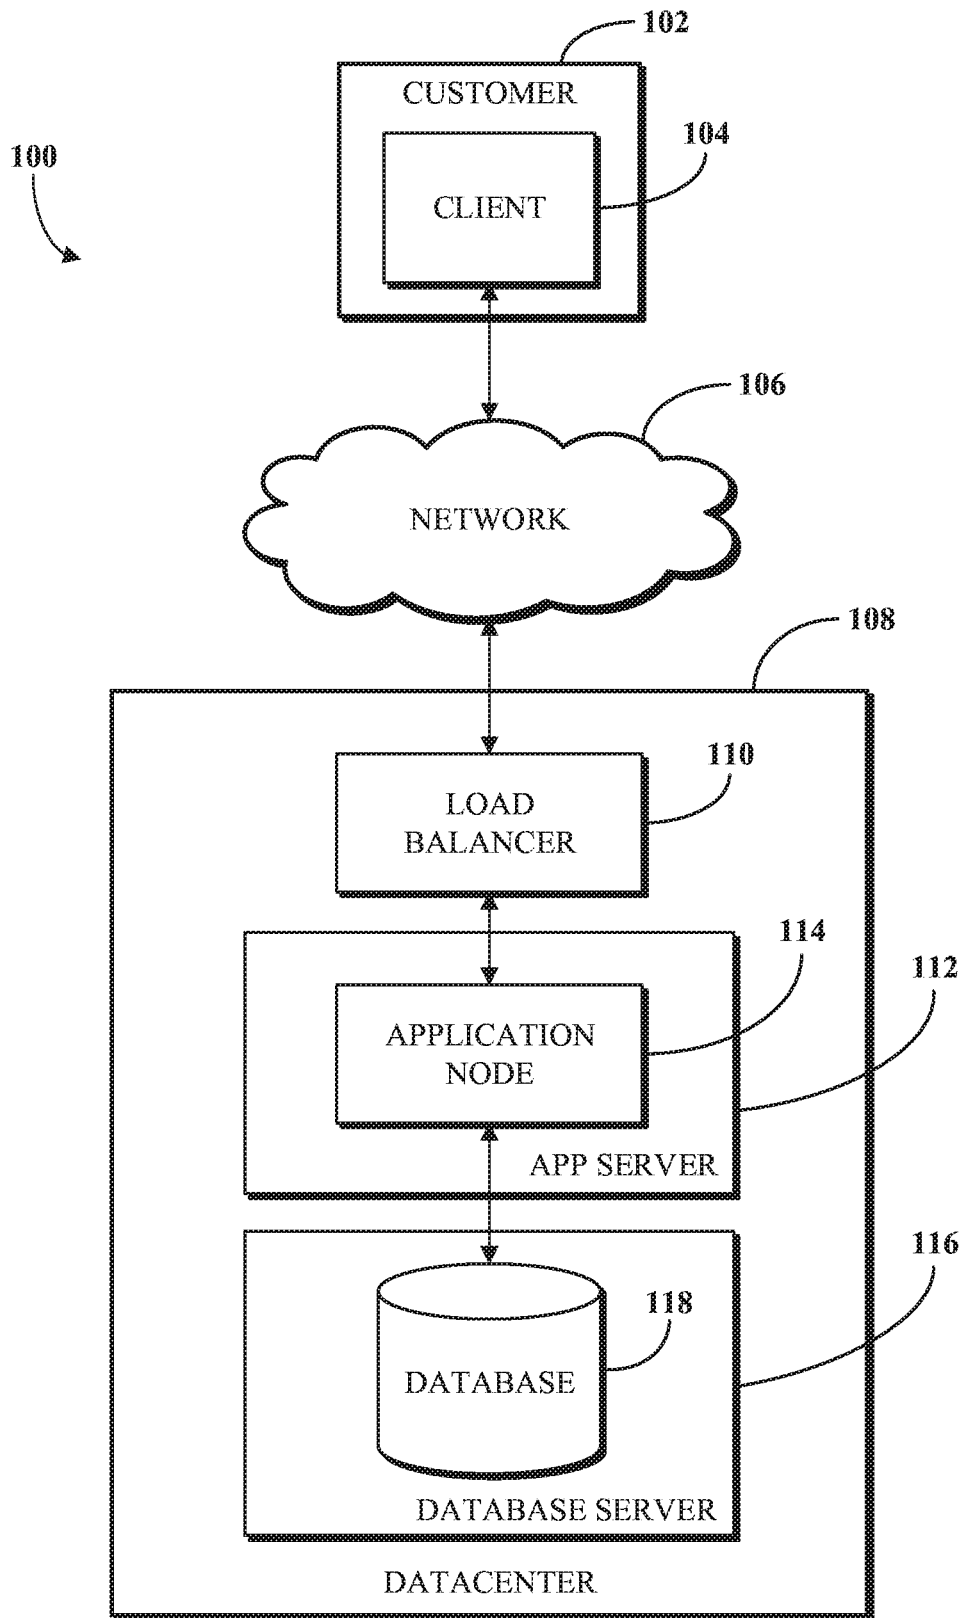 102
CUSTOMER
104
100
CLIENT
106
NETWORK
108
110
LOAD
BALANCER
114
112
APPLICATION
NODE
APP SERVER
116
118
DATABASE
DATABASE SERVER
DATACENTER